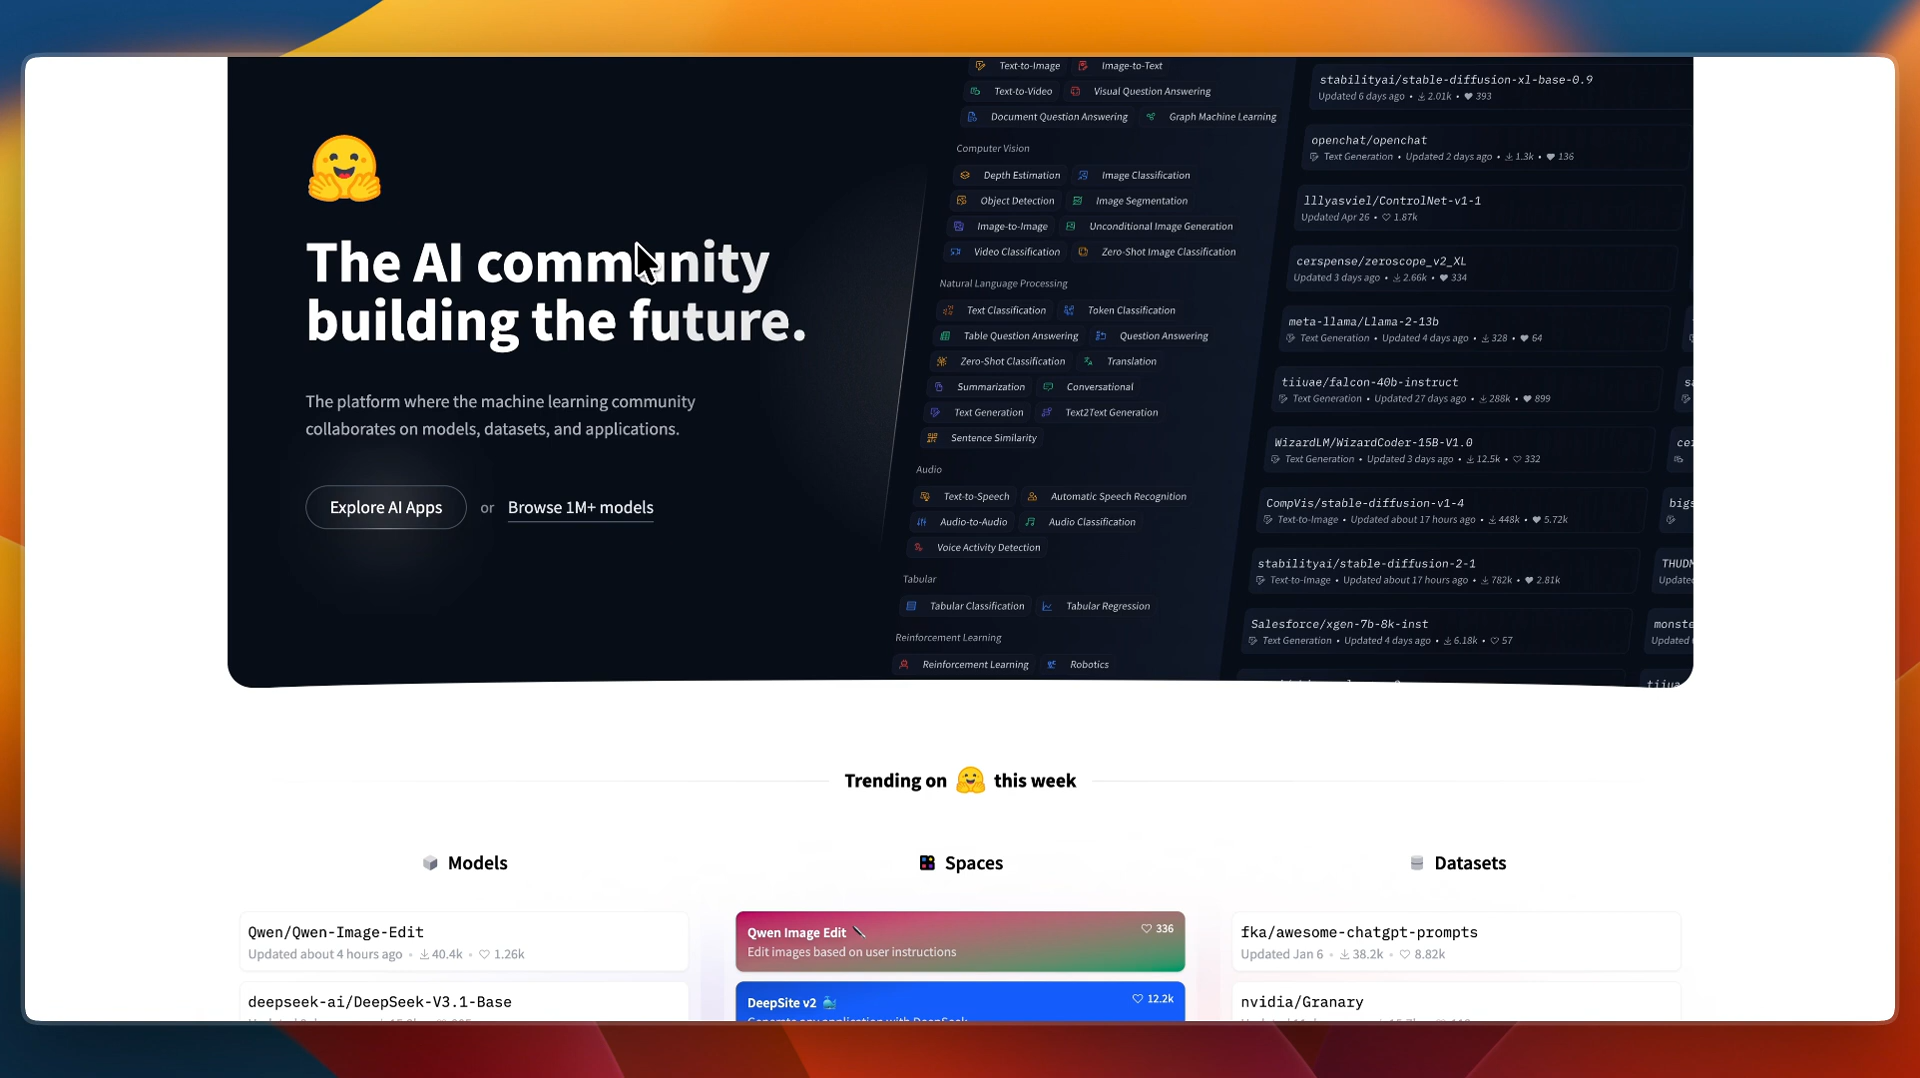 The AI community
building the future.
The platform where the machine learning community
collaborates on models, datasets, and applications.
Explore AI Apps or Browse 1M+ models
Text-to-Image Image-to-Text
Text-to-Video Visual Question Answering
Document Question Answering Graph Machine Learning
Computer Vision
Depth Estimation Image Classification
Object Detection Image Segmentation
Image-to-Image Unconditional Image Generation
Video Classification Zero-Shot Image Classification
Natural Language Processing
Text Classification Token Classification
Table Question Answering Question Answering
Zero-Shot Classification Translation
Summarization Conversational
Text Generation Text2Text Generation
Sentence Similarity
Audio
Text-to-Speech Automatic Speech Recognition
Audio-to-Audio Audio Classification
Voice Activity Detection
Tabular
Tabular Classification Tabular Regression
Reinforcement Learning
Reinforcement Learning Robotics
stabilityai/stable-diffusion-xl-base-0.9
Updated 6 days ago • 2.01k • 393
openchat/openchat
Text Generation • Updated 2 days ago • 1.3k • 136
lllyasviel/ControlNet-v1-1
Updated Apr 26 • 1.87k
cerspense/zeroscope_v2_XL
Updated 3 days ago • 2.66k • 334
meta-llama/Llama-2-13b
Text Generation • Updated 4 days ago • 328 • 64
tiiuae/falcon-40b-instruct
Text Generation • Updated 27 days ago • 288k • 899
WizardLM/WizardCoder-15B-V1.0
Text Generation • Updated 3 days ago • 12.5k • 332
CompVis/stable-diffusion-v1-4
Text-to-Image • Updated about 17 hours ago • 448k • 5.72k
bigs
stabilityai/stable-diffusion-2-1
Text-to-Image • Updated about 17 hours ago • 782k • 2.81k
THUDM
Update
Salesforce/xgen-7b-8k-inst
Text Generation • Updated 4 days ago • 6.18k • 57
monste
Updated
Trending on this week
Models
Qwen/Qwen-Image-Edit
Updated about 4 hours ago • 40.4k • 1.26k
deepseek-ai/DeepSeek-V3.1-Base
Spaces
Qwen Image Edit 336
Edit images based on user instructions
DeepSite v2 12.2k
Generate any application with DeepSeek
Datasets
fka/awesome-chatgpt-prompts
Updated Jan 6 • 38.2k • 8.82k
nvidia/Granary